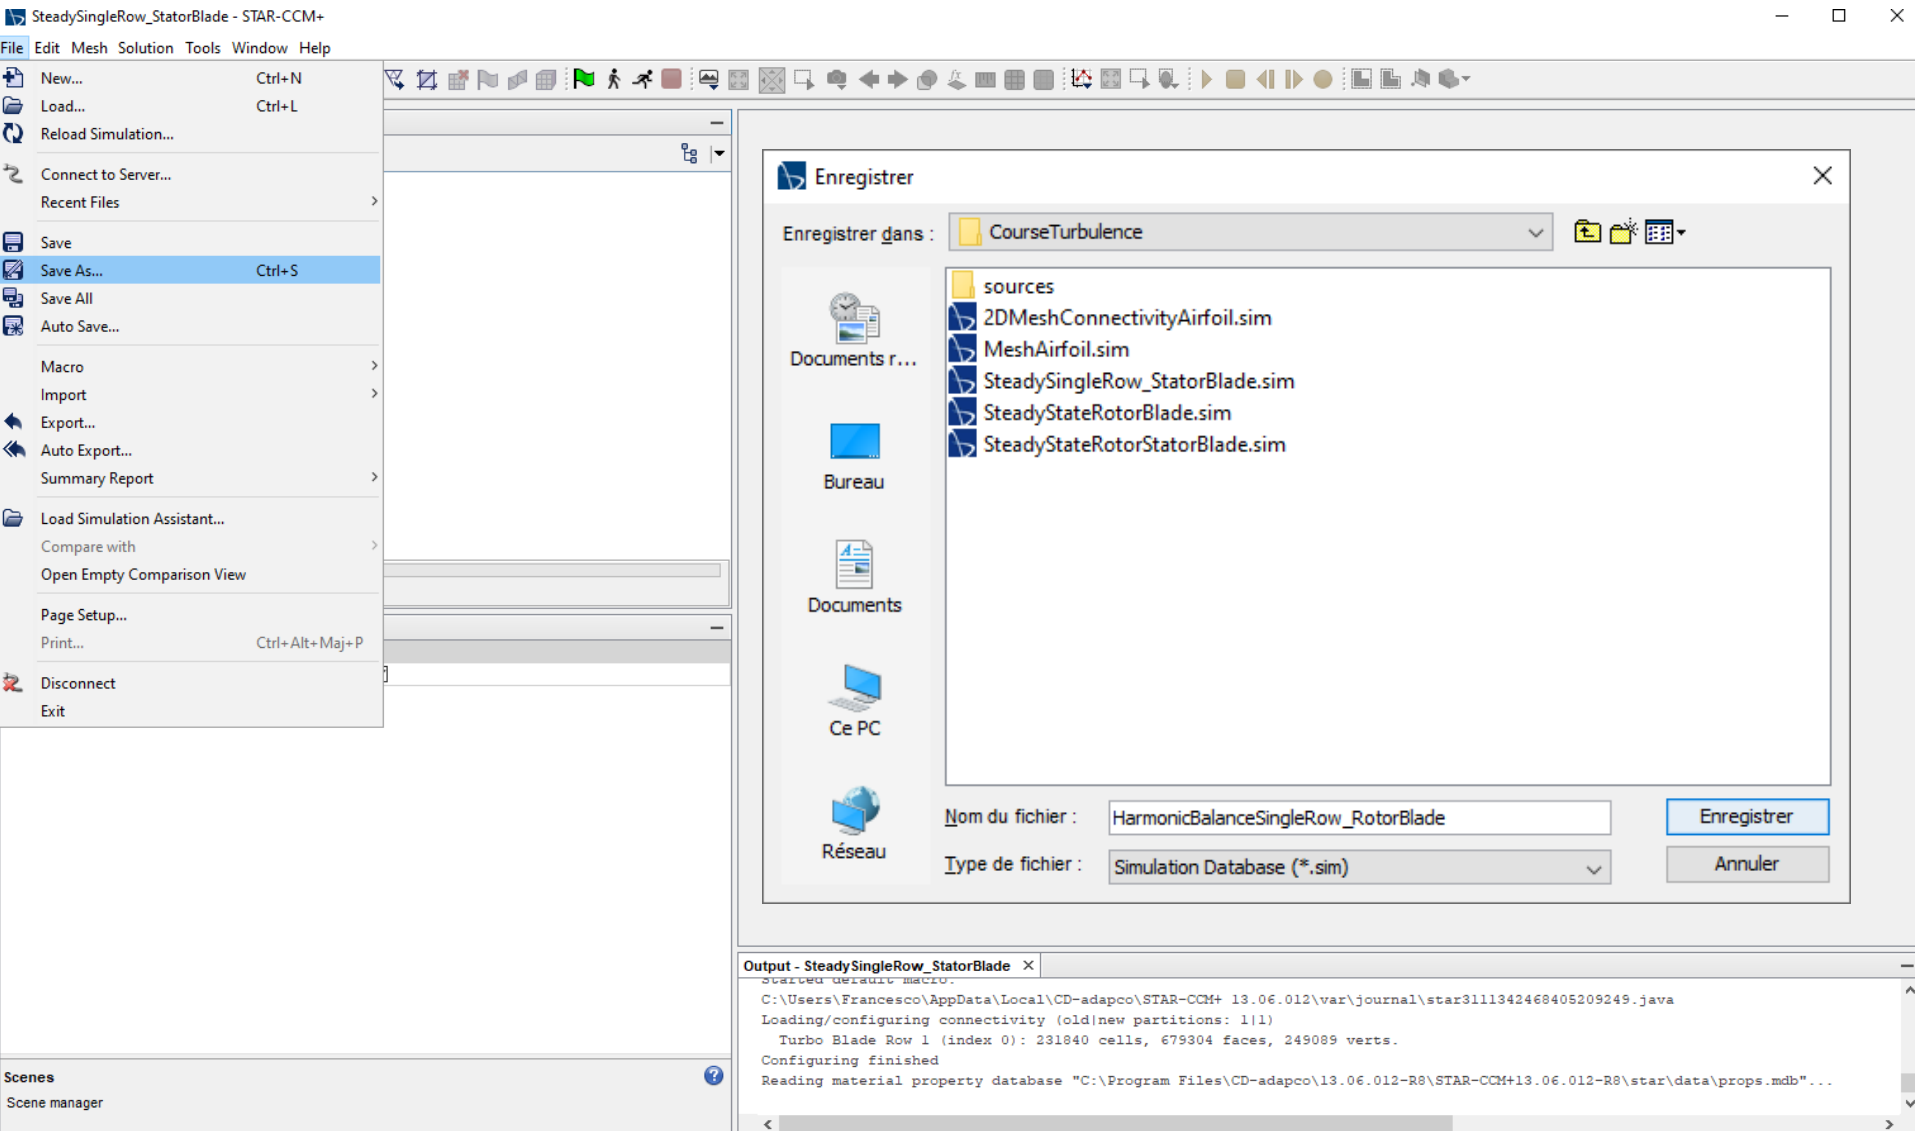 SteadySingleRow_StatorBlade - STAR-CCM+
File Edit Mesh Solution Tools Window Help
New... Ctrl+N
Load... Ctrl+L
Reload Simulation...
Connect to Server...
Recent Files
Save
Save As... Ctrl+S
Save All
Auto Save...
Macro
Import
Export...
Auto Export...
Summary Report
Load Simulation Assistant...
Compare with
Open Empty Comparison View
Page Setup...
Print... Ctrl+Alt+Maj+P
Disconnect
Exit
Scenes
Scene manager
Enregistrer
Enregistrer dans : CourseTurbulence
Documents r...
Bureau
Documents
Ce PC
Réseau
sources
2DMeshConnectivityAirfoil.sim
MeshAirfoil.sim
SteadySingleRow_StatorBlade.sim
SteadyStateRotorBlade.sim
SteadyStateRotorStatorBlade.sim
Nom du fichier : HarmonicBalanceSingleRow_RotorBlade Enregistrer
Type de fichier : Simulation Database (*.sim) Annuler
Output - SteadySingleRow_StatorBlade
Started default macro:
C:\Users\Francesco\AppData\Local\CD-adapco\STAR-CCM+ 13.06.012\var\journal\star3111342468405209249.java
Loading/configuring connectivity (old|new partitions: 1|1)
Turbo Blade Row 1 (index 0): 231840 cells, 679304 faces, 249089 verts.
Configuring finished
Reading material property database "C:\Program Files\CD-adapco\13.06.012-R8\STAR-CCM+13.06.012-R8\star\data\props.mdb"...